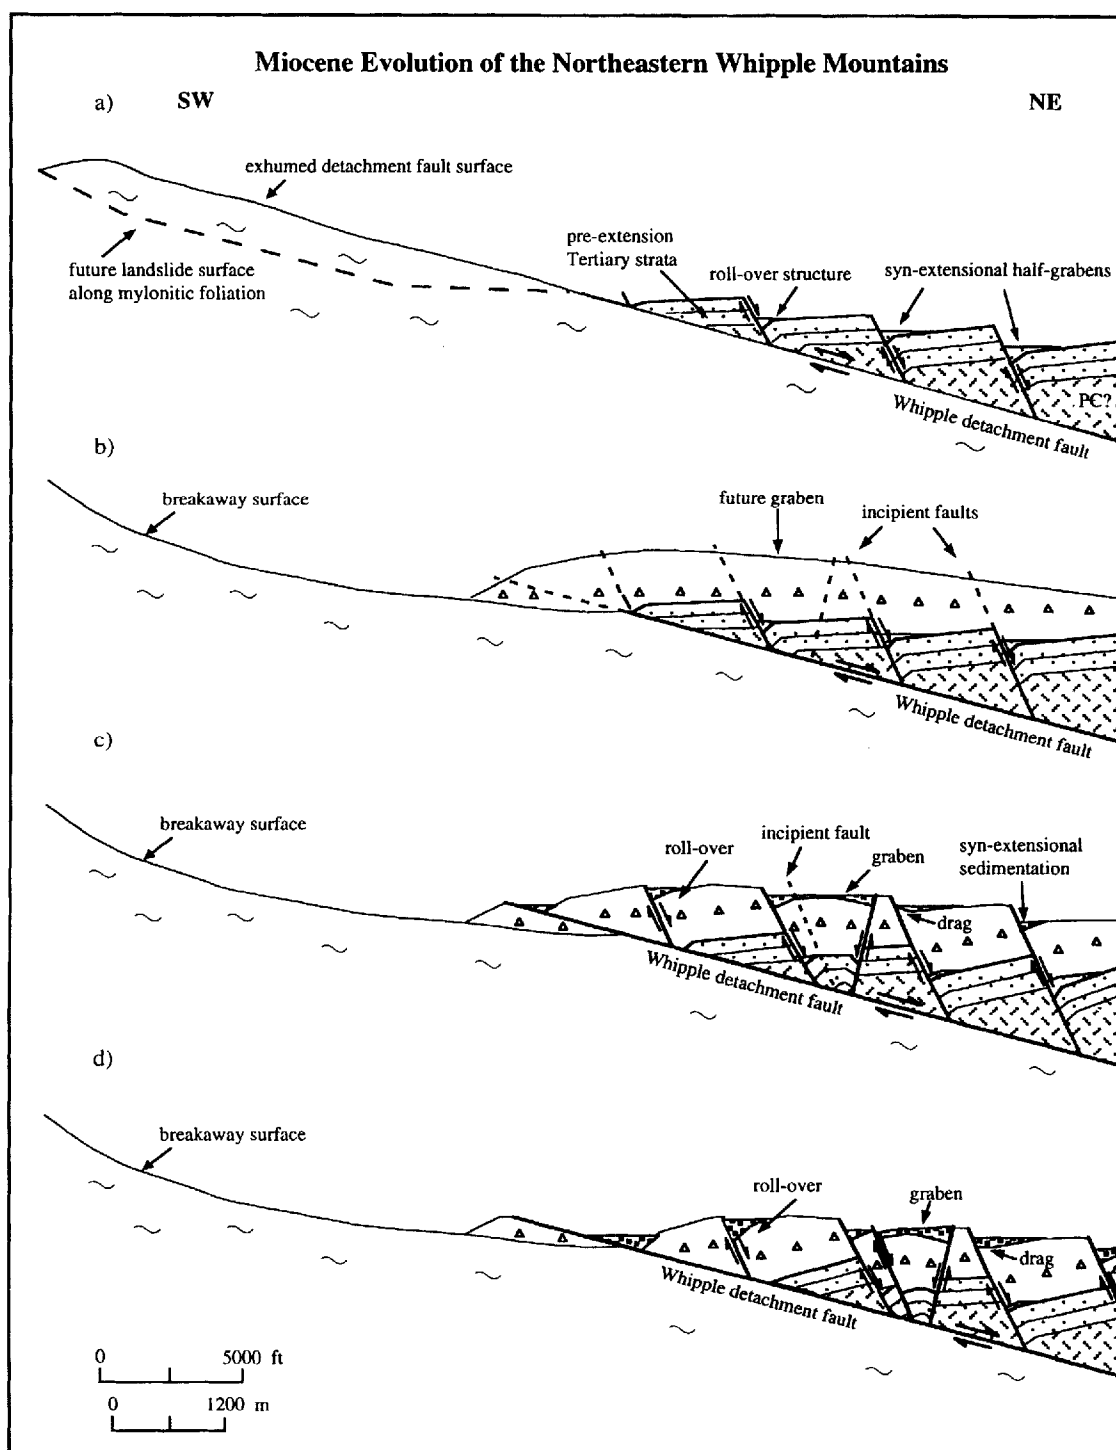 Miocene Evolution of the Northeastern Whipple Mountains
a)
SW
NE
exhumed detachment fault surface
future landslide surface
along mylonitic foliation
pre-extension
Tertiary strata
roll-over structure
syn-extensional half-grabens
PC?
Whipple detachment fault
b)
breakaway surface
future graben
incipient faults
Whipple detachment fault
c)
breakaway surface
roll-over
incipient fault
graben
syn-extensional
sedimentation
drag
Whipple detachment fault
d)
breakaway surface
roll-over
graben
drag
Whipple detachment fault
0 5000 ft
0 1200 m